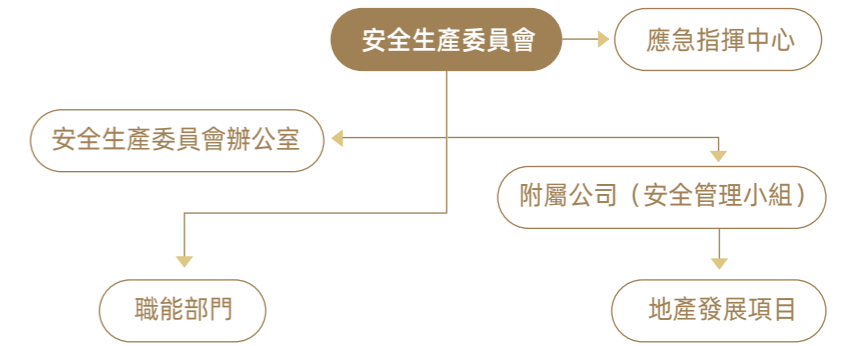 安全生產委員會
應急指揮中心
安全生產委員會辦公室
附屬公司（安全管理小組）
職能部門
地產發展項目